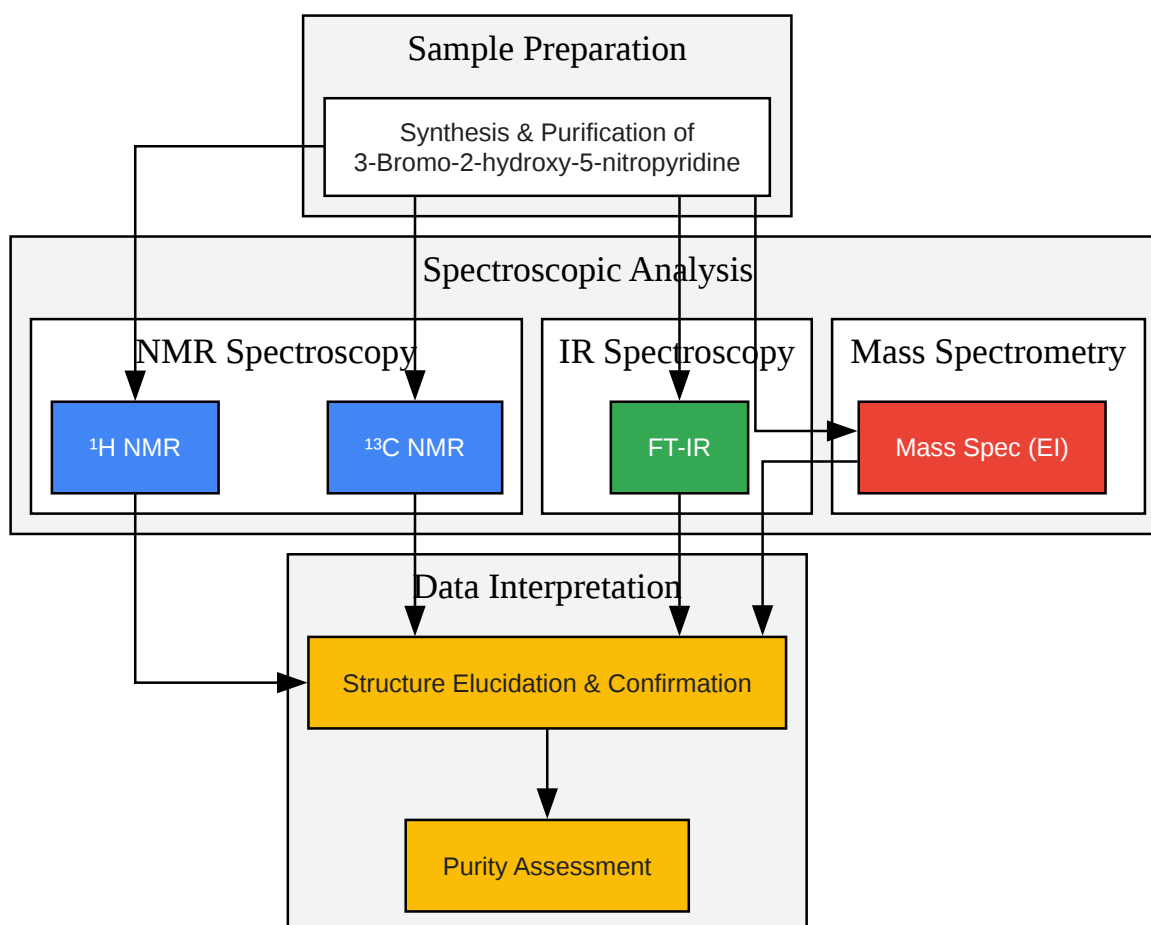 Sample Preparation
Synthesis & Purification of
3-Bromo-2-hydroxy-5-nitropyridine
Spectroscopic Analysis
NMR Spectroscopy
IR Spectroscopy
Mass Spectrometry
¹H NMR
¹³C NMR
FT-IR
Mass Spec (EI)
Data Interpretation
Structure Elucidation & Confirmation
Purity Assessment